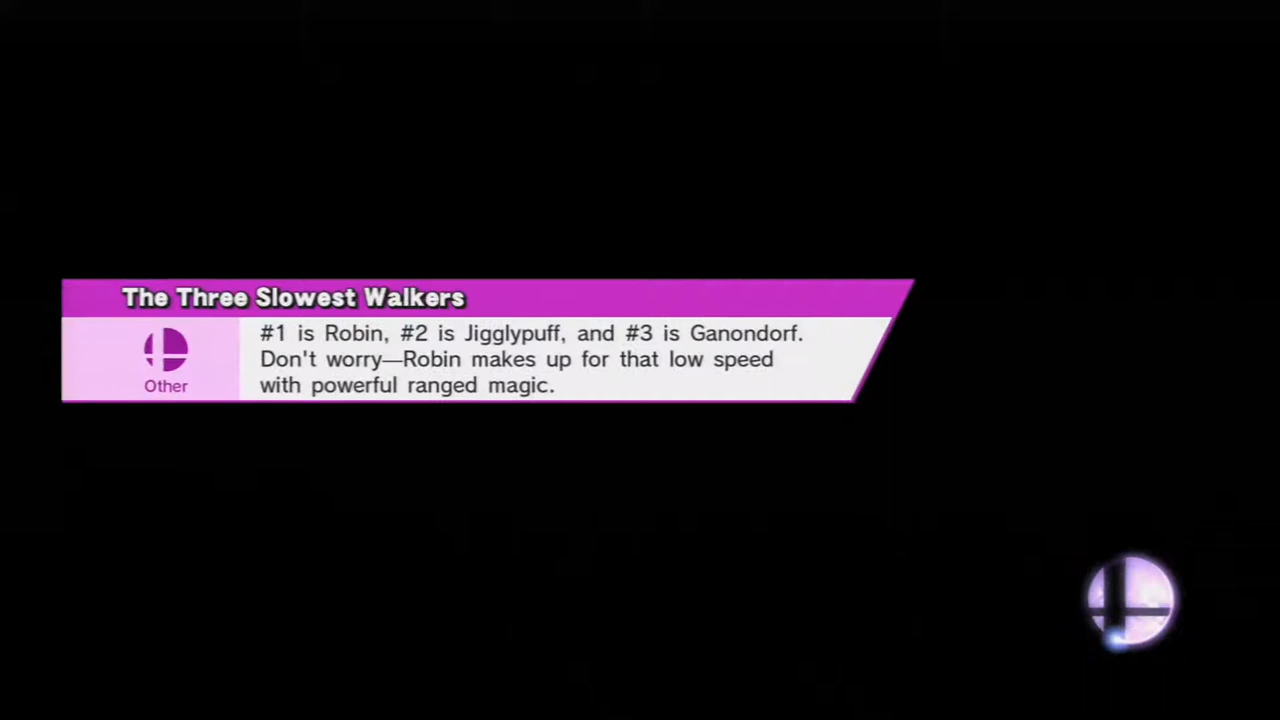 The Three Slowest Walkers
#1 is Robin, #2 is Jigglypuff, and #3 is Ganondorf.
Don't worry—Robin makes up for that low speed
with powerful ranged magic.
Other